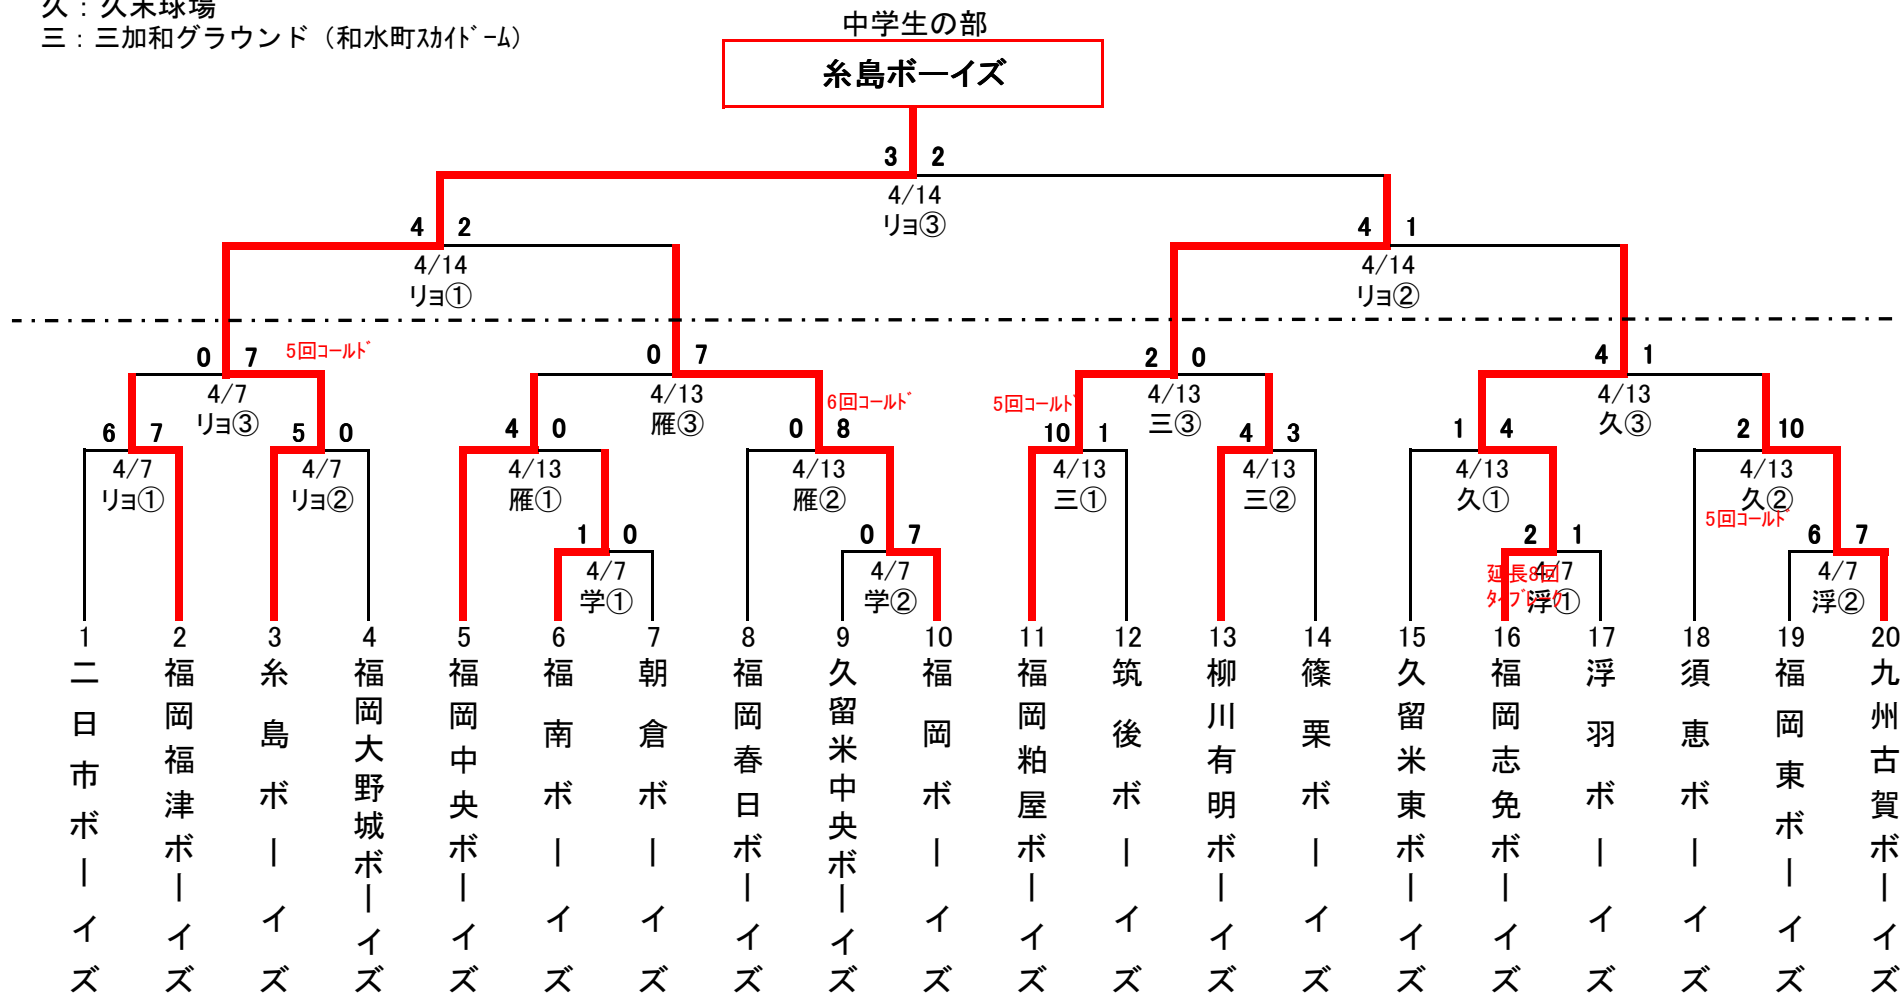 久：久末球場
三：三加和グラウンド（和水町ｽｶｲﾄﾞｰﾑ）
中学生の部
糸島ボーイズ
3 2
4/14
リョ③
4 2
4/14
リョ①
4 1
4/14
リョ②
0 7
5回ｺｰﾙﾄﾞ
4/7
リョ③
0 7
4/13
雁③
2 0
4/13
三③
4 1
4/13
久③
6 7
4/7
リョ①
5 0
4/7
リョ②
4 0
4/13
雁①
0 8
6回ｺｰﾙﾄﾞ
4/13
雁②
5回ｺｰﾙﾄﾞ
10 1
4/13
三①
4 3
4/13
三②
1 4
4/13
久①
2 10
4/13
久②
5回ｺｰﾙﾄﾞ
1 0
4/7
学①
0 7
4/7
学②
2 1
延長8回
ﾀｲﾌﾞﾚｰｸ
4/7
浮①
6 7
4/7
浮②
1
二日市ボーイズ
2
福岡福津ボーイズ
3
糸島ボーイズ
4
福岡大野城ボーイズ
5
福岡中央ボーイズ
6
福南ボーイズ
7
朝倉ボーイズ
8
福岡春日ボーイズ
9
久留米中央ボーイズ
10
福岡ボーイズ
11
福岡粕屋ボーイズ
12
筑後ボーイズ
13
柳川有明ボーイズ
14
篠栗ボーイズ
15
久留米東ボーイズ
16
福岡志免ボーイズ
17
浮羽ボーイズ
18
須恵ボーイズ
19
福岡東ボーイズ
20
九州古賀ボーイズ